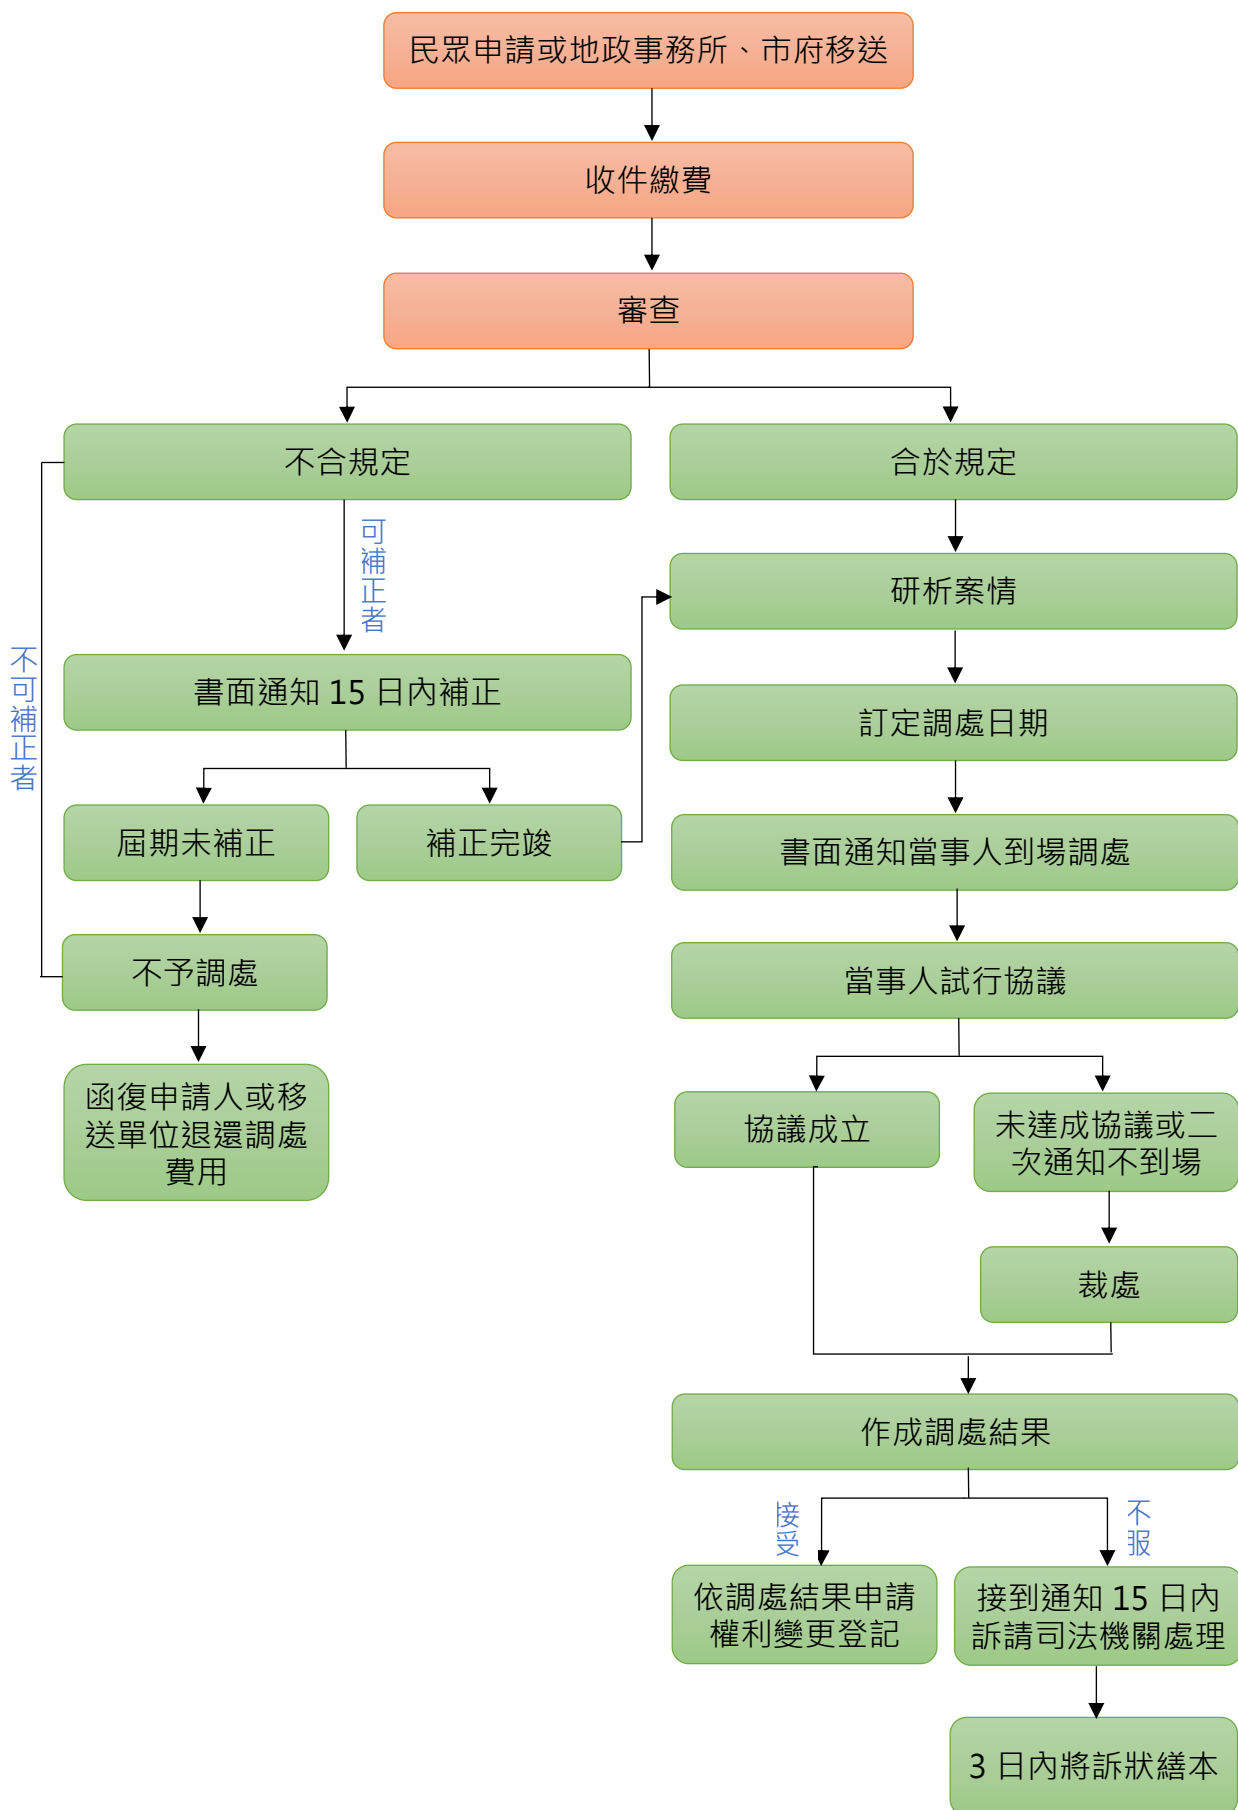 民眾申請或地政事務所、市府移送
收件繳費
審查
不合規定
合於規定
可補正者
不可補正者
研析案情
書面通知 15 日內補正
訂定調處日期
屆期未補正
補正完竣
書面通知當事人到場調處
不予調處
當事人試行協議
函復申請人或移
送單位退還調處
費用
協議成立
未達成協議或二
次通知不到場
裁處
作成調處結果
接受
不服
依調處結果申請
權利變更登記
接到通知 15 日內
訴請司法機關處理
3 日內將訴狀繕本